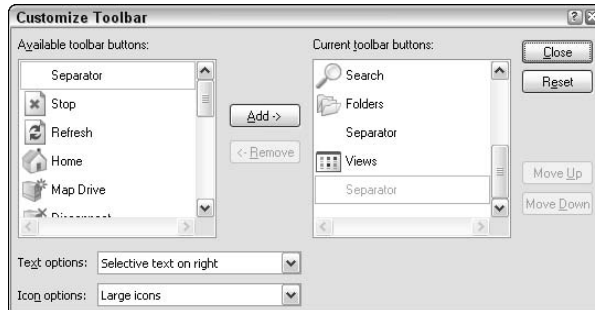 Customize Toolbar
Available toolbar buttons:
Separator
Stop
Refresh
Home
Map Drive
Add ->
<- Remove
Current toolbar buttons:
Search
Folders
Separator
Views
Separator
Close
Reset
Move Up
Move Down
Text options: Selective text on right
Icon options: Large icons